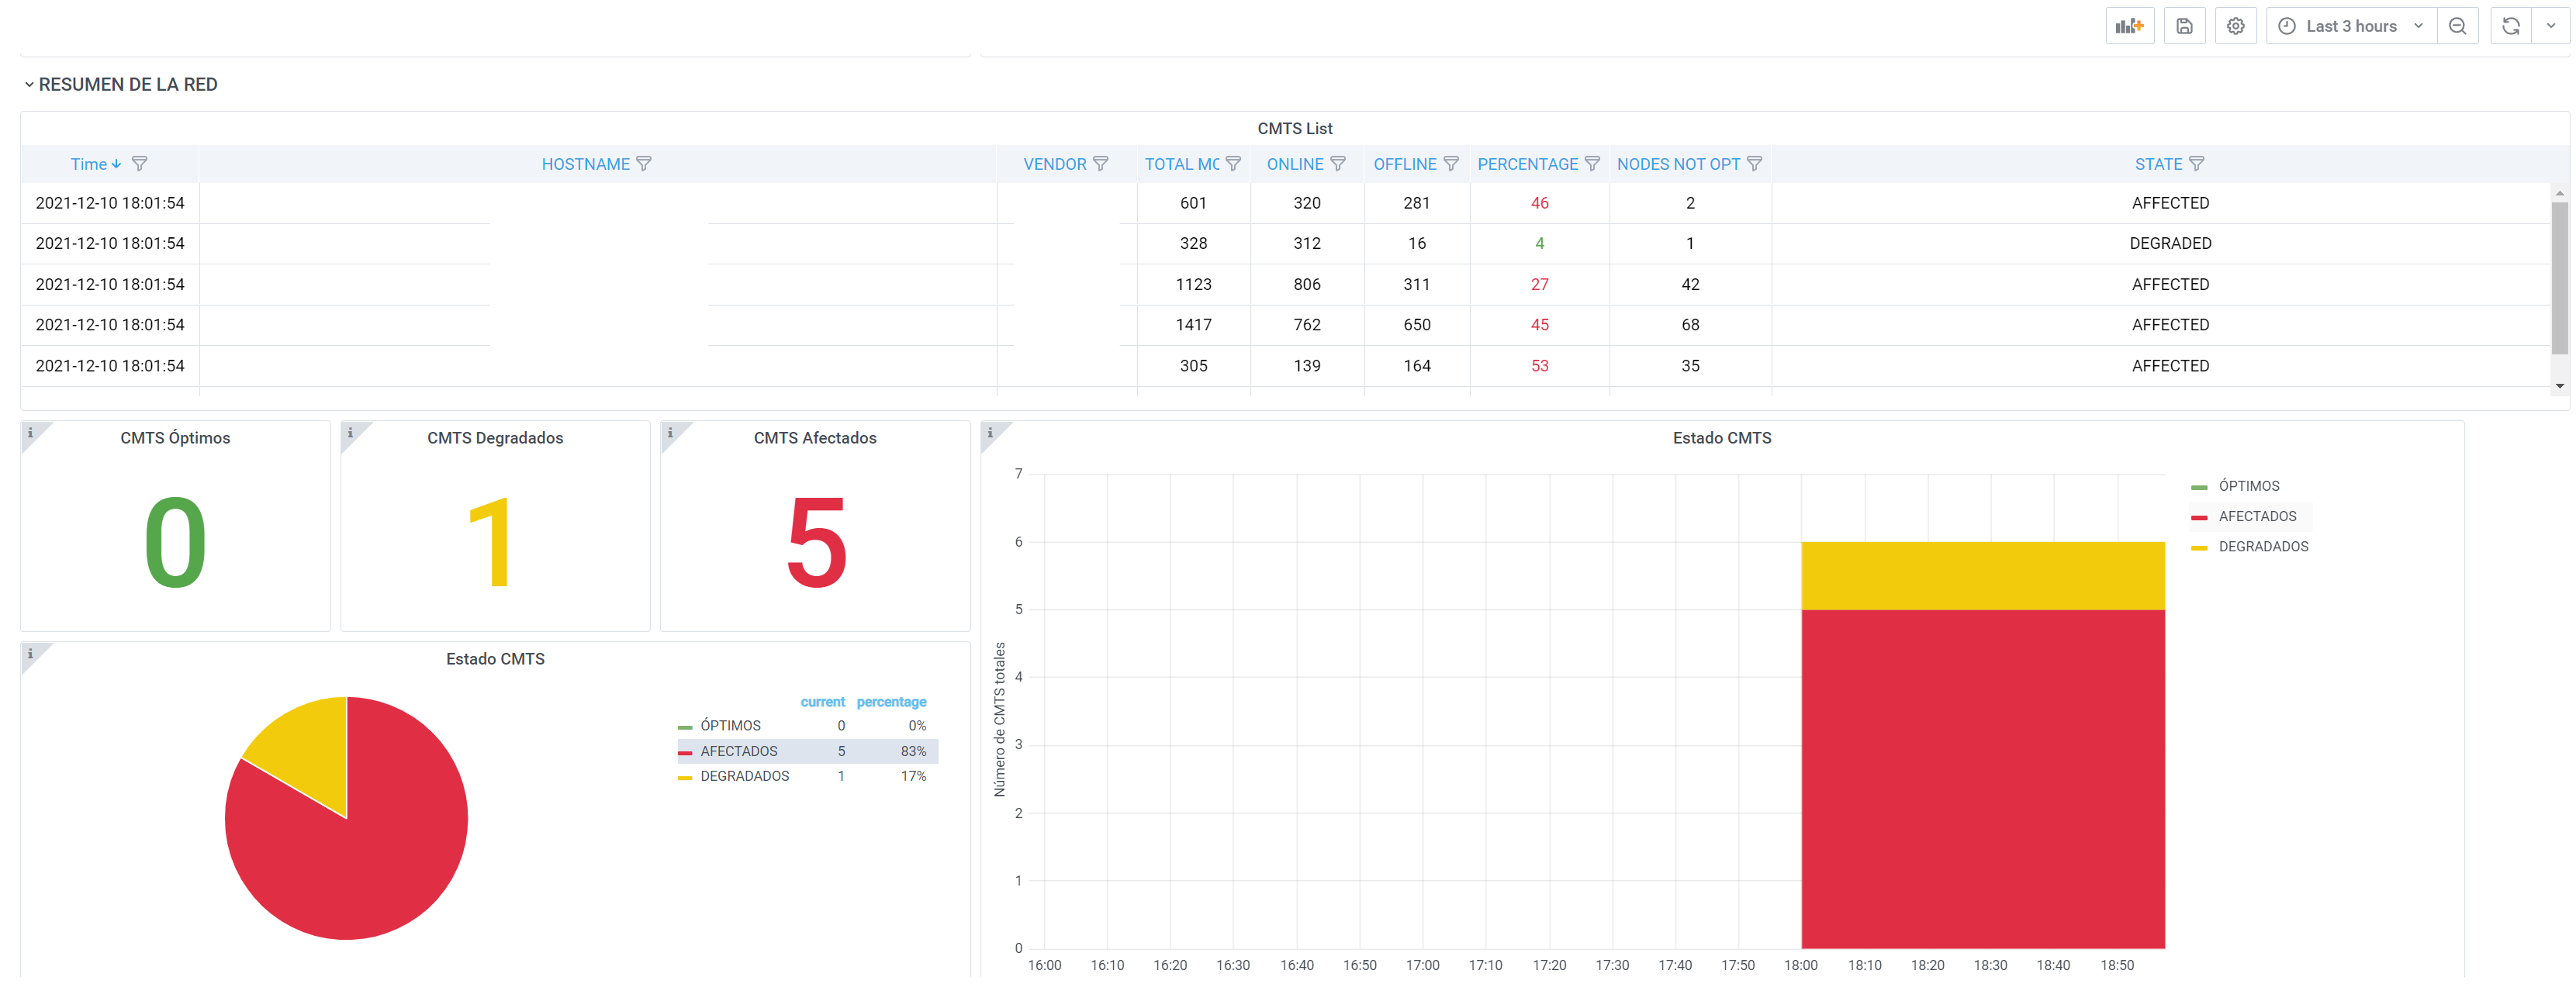 Last 3 hours
RESUMEN DE LA RED
CMTS List
Time HOSTNAME VENDOR TOTAL MO ONLINE OFFLINE PERCENTAGE NODES NOT OPT STATE
2021-12-10 18:01:54 601 320 281 46 2 AFFECTED
2021-12-10 18:01:54 328 312 16 4 1 DEGRADED
2021-12-10 18:01:54 1123 806 311 27 42 AFFECTED
2021-12-10 18:01:54 1417 762 650 45 68 AFFECTED
2021-12-10 18:01:54 305 139 164 53 35 AFFECTED
CMTS Óptimos
0
CMTS Degradados
1
CMTS Afectados
5
Estado CMTS
current percentage
ÓPTIMOS 0 0%
AFECTADOS 5 83%
DEGRADADOS 1 17%
Estado CMTS
Número de CMTS totales
7
6
5
4
3
2
1
0
16:00 16:10 16:20 16:30 16:40 16:50 17:00 17:10 17:20 17:30 17:40 17:50 18:00 18:10 18:20 18:30 18:40 18:50
ÓPTIMOS
AFECTADOS
DEGRADADOS